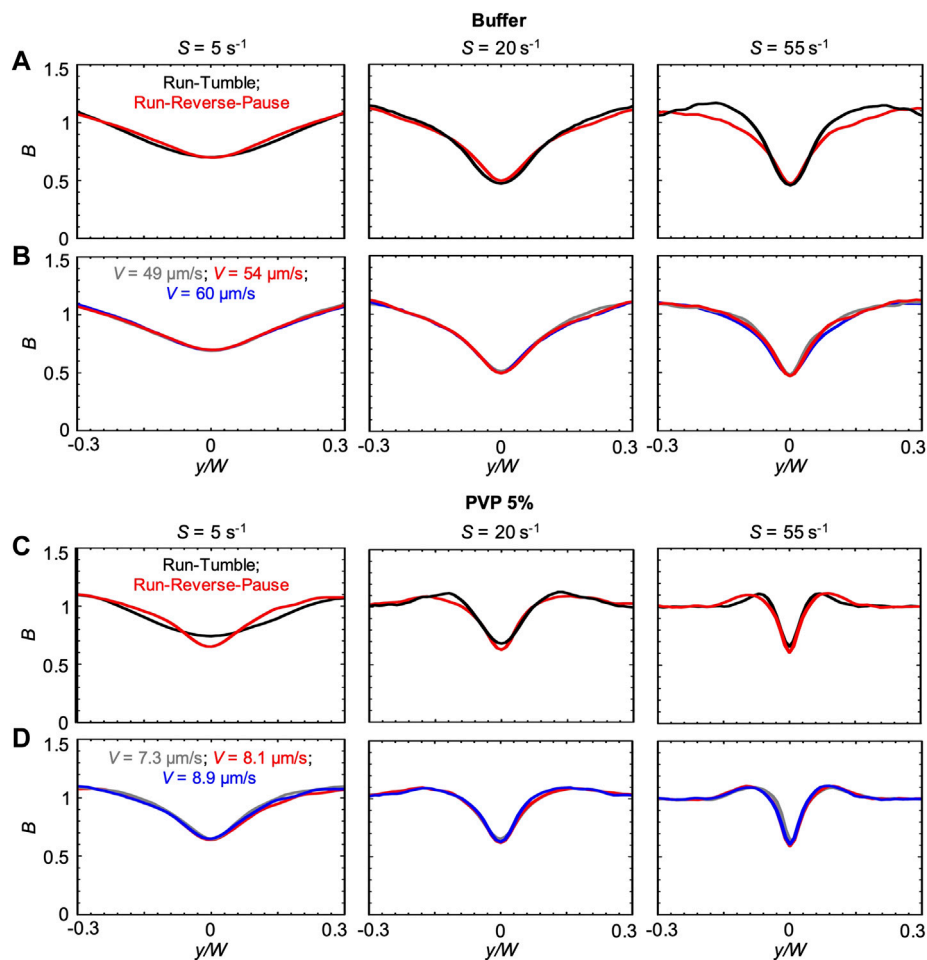 Buffer
S = 5 s⁻¹ S = 20 s⁻¹ S = 55 s⁻¹
A
1.5
Run-Tumble;
Run-Reverse-Pause
1
B
0.5
0
B
1.5
V = 49 µm/s; V = 54 µm/s;
V = 60 µm/s
1
B
0.5
0
-0.3 0 0.3 -0.3 0 0.3 -0.3 0 0.3
y/W y/W y/W
PVP 5%
S = 5 s⁻¹ S = 20 s⁻¹ S = 55 s⁻¹
C
1.5
Run-Tumble;
Run-Reverse-Pause
1
B
0.5
0
D
1.5
V = 7.3 µm/s; V = 8.1 µm/s;
V = 8.9 µm/s
1
B
0.5
0
-0.3 0 0.3 -0.3 0 0.3 -0.3 0 0.3
y/W y/W y/W